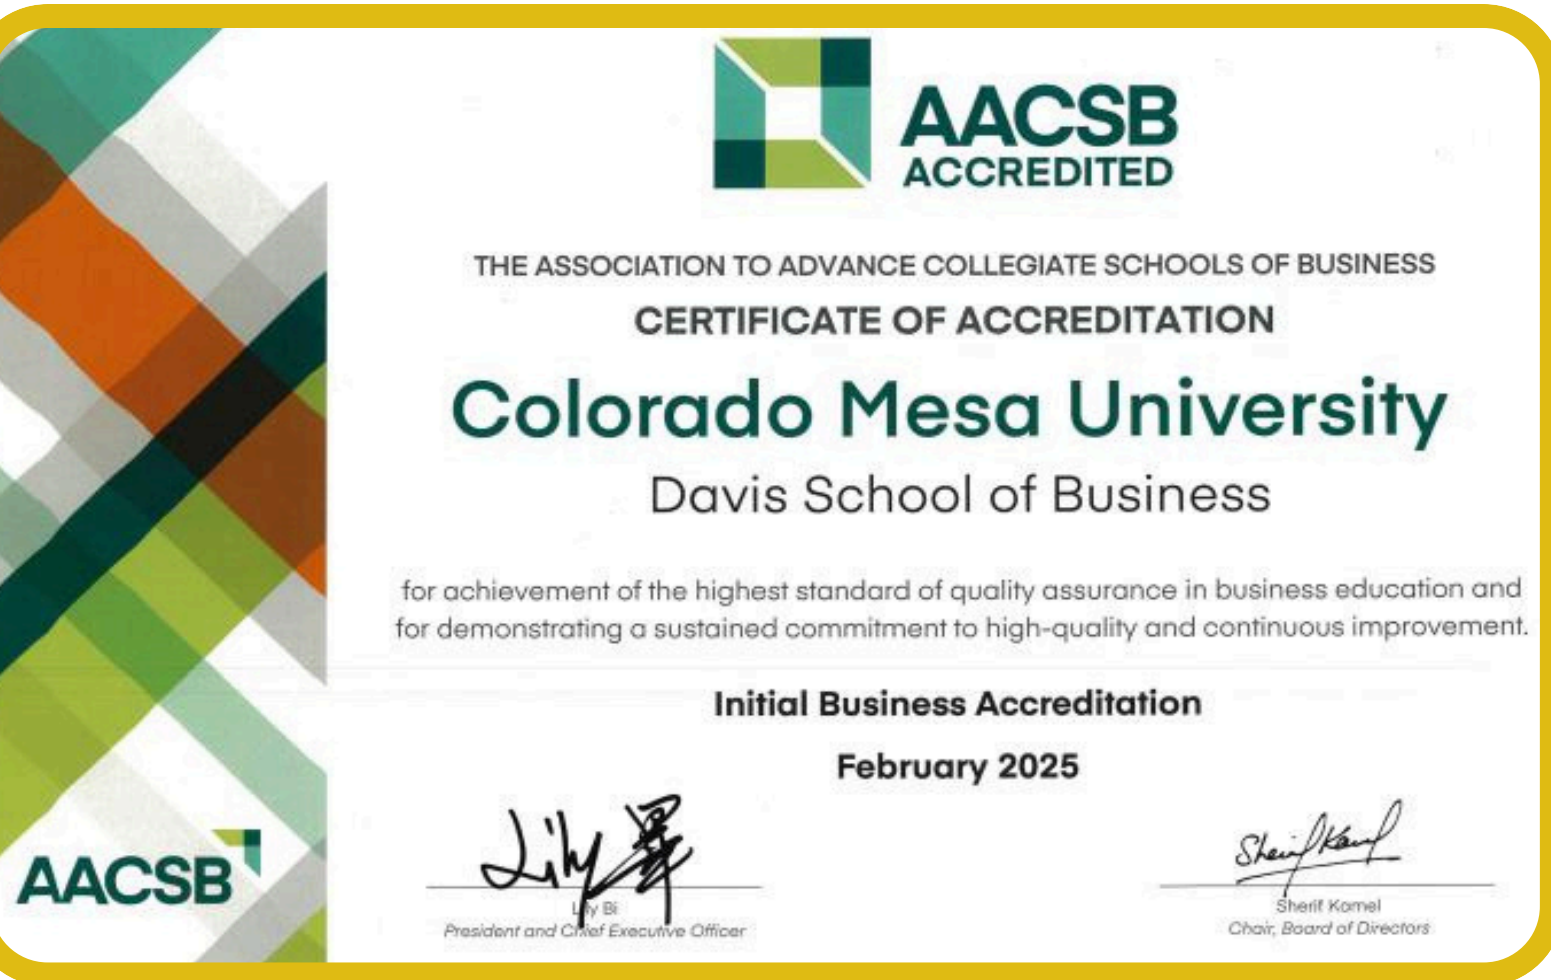 AACSB
ACCREDITED
THE ASSOCIATION TO ADVANCE COLLEGIATE SCHOOLS OF BUSINESS
CERTIFICATE OF ACCREDITATION
Colorado Mesa University
Davis School of Business
for achievement of the highest standard of quality assurance in business education and
for demonstrating a sustained commitment to high-quality and continuous improvement.
Initial Business Accreditation
February 2025
Lily
Lily Bi
President and Chief Executive Officer
Sherif Kamel
Sherif Kamel
Chair, Board of Directors
AACSB